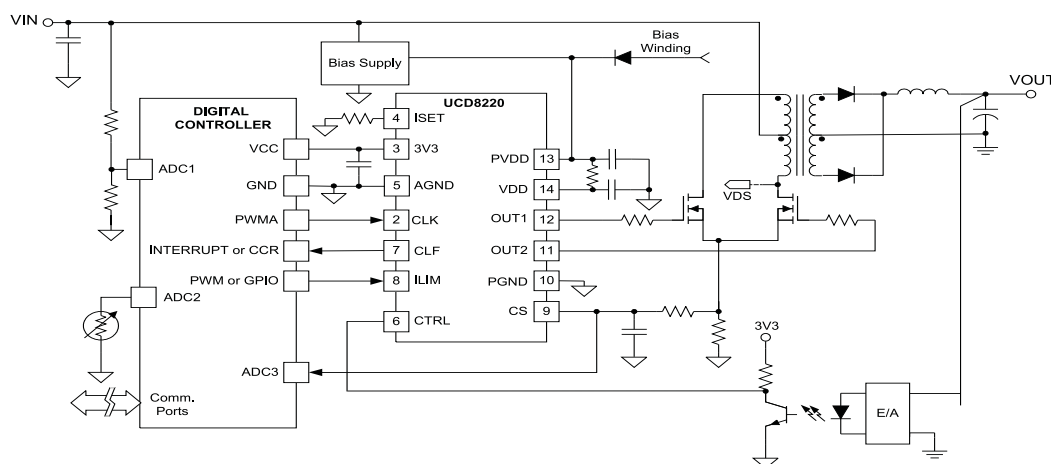 VIN
Bias
Winding
Bias Supply
VOUT
UCD8220
DIGITAL
CONTROLLER
4 ISET
VCC 3 3V3
PVDD 13
ADC1
GND 5 AGND
VDD 14
VDS
PWMA 2 CLK
OUT1 12
INTERRUPT or CCR 7 CLF
OUT2 11
PWM or GPIO 8 ILIM
PGND 10
ADC2
6 CTRL
CS 9
3V3
ADC3
Comm.
Ports
E/A